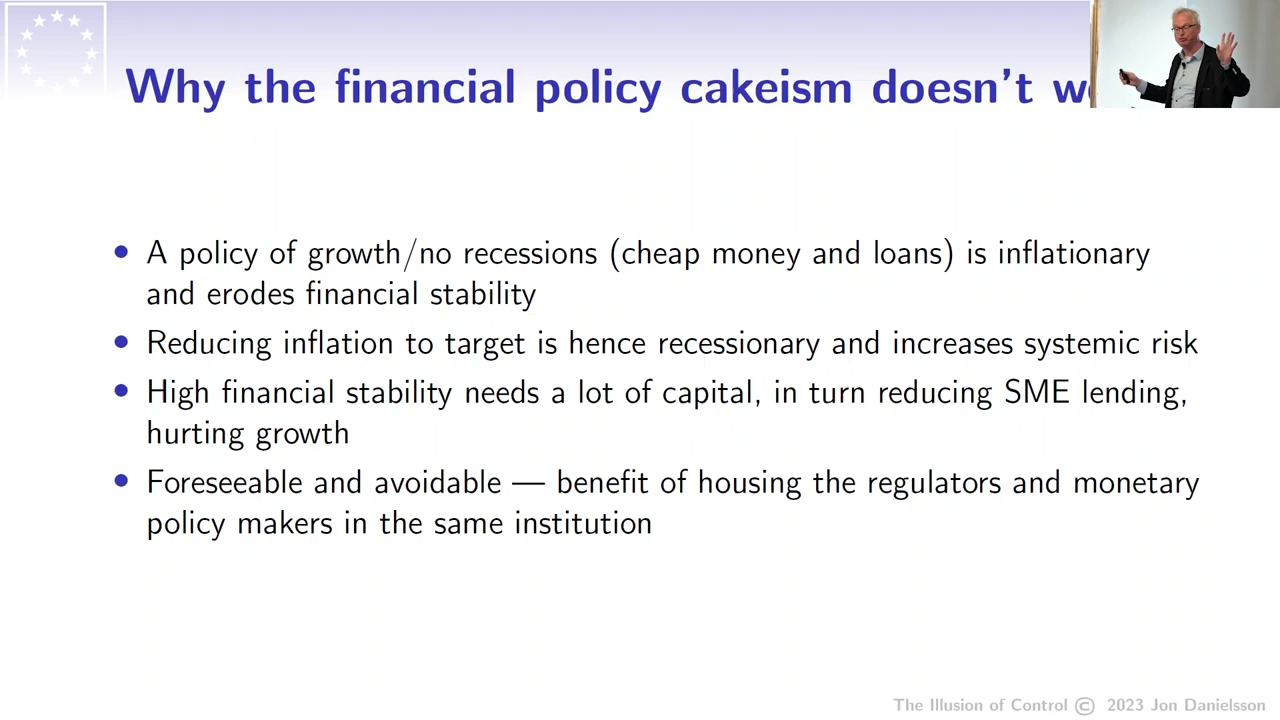 Why the financial policy cakeism doesn't
• A policy of growth/no recessions (cheap money and loans) is inflationary
and erodes financial stability
• Reducing inflation to target is hence recessionary and increases systemic risk
• High financial stability needs a lot of capital, in turn reducing SME lending,
hurting growth
• Foreseeable and avoidable — benefit of housing the regulators and monetary
policy makers in the same institution
The Illusion of Control © 2023 Jon Danielsson